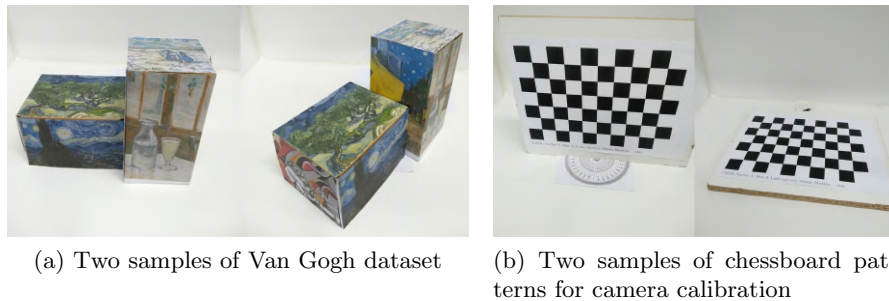 (a) Two samples of Van Gogh dataset
(b) Two samples of chessboard pat
terns for camera calibration